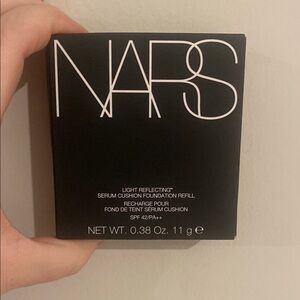 NARS
LIGHT REFLECTING™
SERUM CUSHION FOUNDATION REFILL
RECHARGE POUR
FOND DE TEINT SÉRUM CUSHION
SPF 42/PA++
NET WT. 0.38 Oz. 11 g ℮